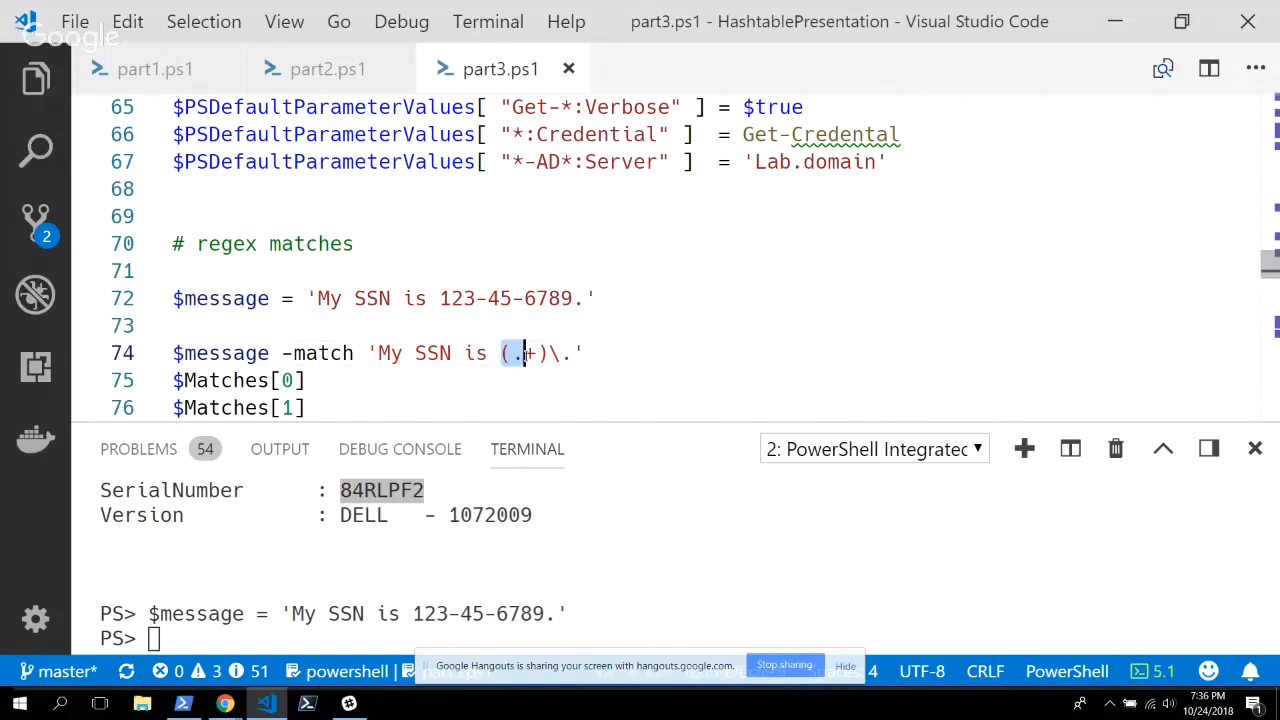 File Edit Selection View Go Debug Terminal Help part3.ps1 - HashtablePresentation - Visual Studio Code
Google
part1.ps1 part2.ps1 part3.ps1
65 $PSDefaultParameterValues[ "Get-*:Verbose" ] = $true
66 $PSDefaultParameterValues[ "*:Credential" ] = Get-Credental
67 $PSDefaultParameterValues[ "*-AD*:Server" ] = 'Lab.domain'
68
69
70 # regex matches
71
72 $message = 'My SSN is 123-45-6789.'
73
74 $message -match 'My SSN is (.+)\.'
75 $Matches[0]
76 $Matches[1]
PROBLEMS 54 OUTPUT DEBUG CONSOLE TERMINAL 2: PowerShell Integratec
2
SerialNumber : 84RLPF2
Version : DELL - 1072009
PS> $message = 'My SSN is 123-45-6789.'
PS>
Google Hangouts is sharing your screen with hangouts.google.com. Stop sharing Hide
master* 0 3 51 powershell Spaces: 4 UTF-8 CRLF PowerShell 5.1
7:36 PM
10/24/2018
1